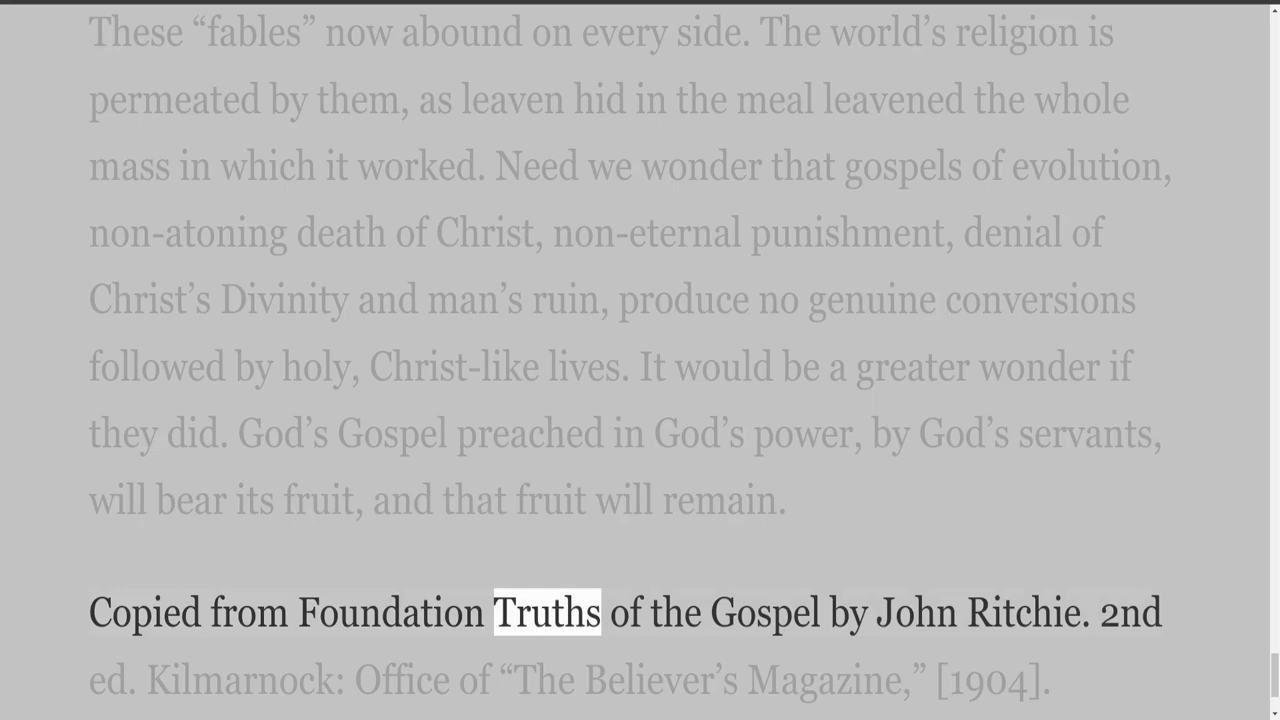 These “fables” now abound on every side. The world’s religion is
permeated by them, as leaven hid in the meal leavened the whole
mass in which it worked. Need we wonder that gospels of evolution,
non-atoning death of Christ, non-eternal punishment, denial of
Christ’s Divinity and man’s ruin, produce no genuine conversions
followed by holy, Christ-like lives. It would be a greater wonder if
they did. God’s Gospel preached in God’s power, by God’s servants,
will bear its fruit, and that fruit will remain.
Copied from Foundation Truths of the Gospel by John Ritchie. 2nd
ed. Kilmarnock: Office of “The Believer’s Magazine,” [1904].